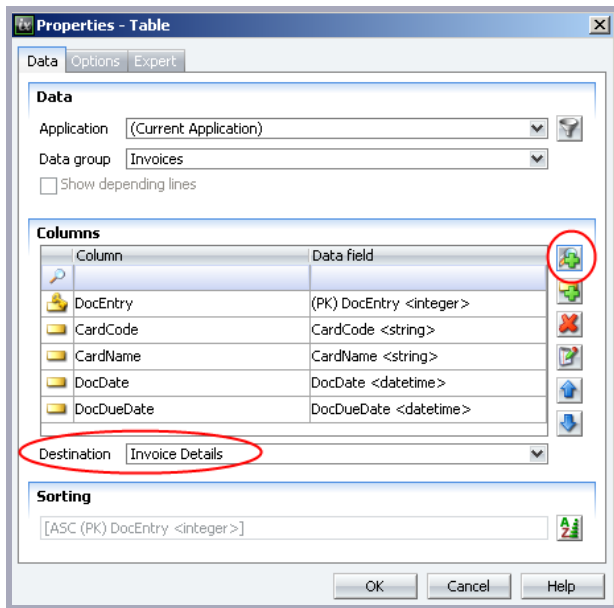 Properties - Table
Data Options Expert
Data
Application (Current Application)
Data group Invoices
Show depending lines
Columns
Column Data field
DocEntry (PK) DocEntry <integer>
CardCode CardCode <string>
CardName CardName <string>
DocDate DocDate <datetime>
DocDueDate DocDueDate <datetime>
Destination Invoice Details
Sorting
[ASC (PK) DocEntry <integer>]
OK Cancel Help